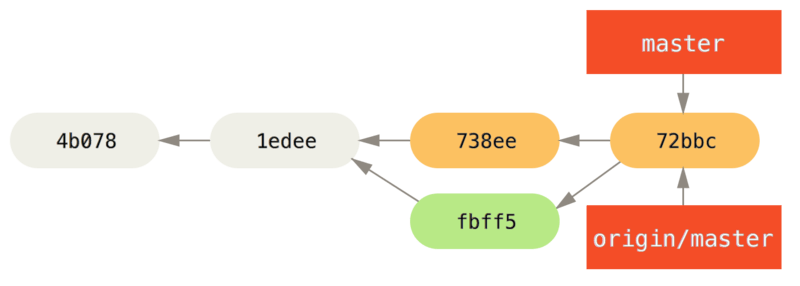 master
4b078
1edee
738ee
72bbc
fbff5
origin/master